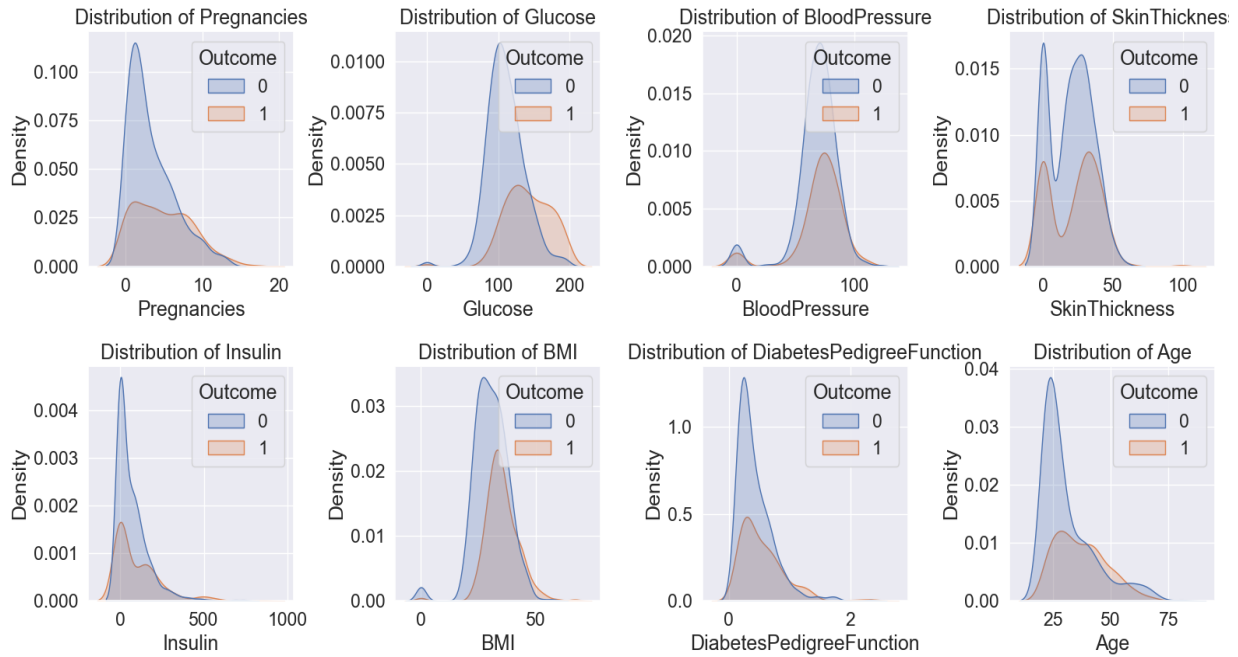 Distribution of Pregnancies
Outcome
0
1
0.100
0.075
0.050
0.025
0.000
Density
0
10
20
Pregnancies
Distribution of Glucose
Outcome
0
1
0.0100
0.0075
0.0050
0.0025
0.0000
Density
0
100
200
Glucose
Distribution of BloodPressure
Outcome
0
1
0.020
0.015
0.010
0.005
0.000
Density
0
100
BloodPressure
Distribution of SkinThickness
Outcome
0
1
0.015
0.010
0.005
0.000
Density
0
50
100
SkinThickness
Distribution of Insulin
Outcome
0
1
0.004
0.003
0.002
0.001
0.000
Density
0
500
1000
Insulin
Distribution of BMI
Outcome
0
1
0.03
0.02
0.01
0.00
Density
0
50
BMI
Distribution of DiabetesPedigreeFunction
Outcome
0
1
1.0
0.5
0.0
Density
0
2
DiabetesPedigreeFunction
Distribution of Age
Outcome
0
1
0.04
0.03
0.02
0.01
0.00
Density
25
50
75
Age